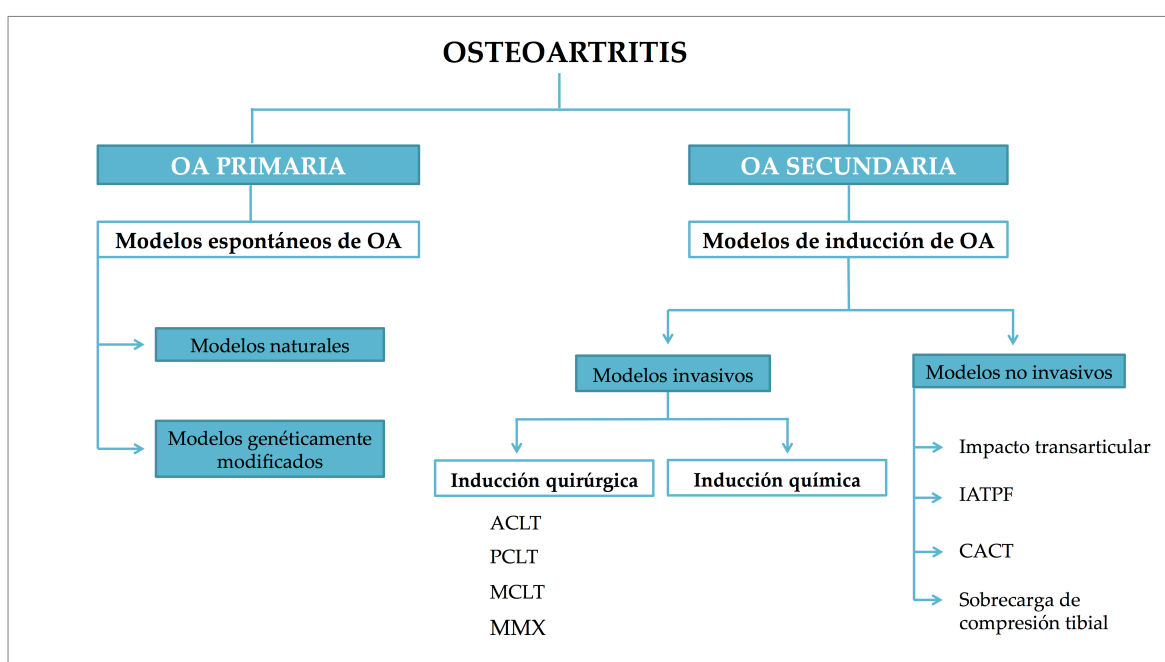 OSTEOARTRITIS
OA PRIMARIA
OA SECUNDARIA
Modelos espontáneos de OA
Modelos de inducción de OA
Modelos naturales
Modelos genéticamente
modificados
Modelos invasivos
Modelos no invasivos
Inducción quirúrgica
Inducción química
ACLT
PCLT
MCLT
MMX
Impacto transarticular
IATPF
CACT
Sobrecarga de
compresión tibial